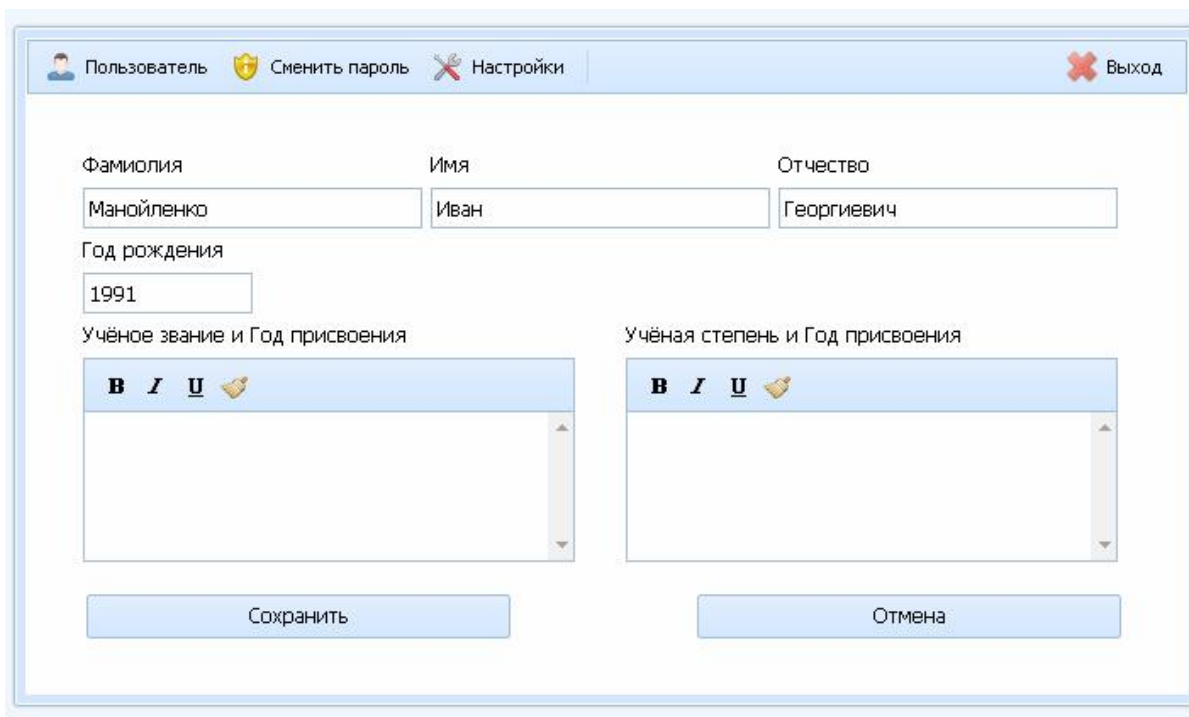 Пользователь Сменить пароль Настройки Выход
Фамиолия Имя Отчество
Манойленко Иван Георгиевич
Год рождения
1991
Учёное звание и Год присвоения Учёная степень и Год присвоения
B I U B I U
Сохранить Отмена